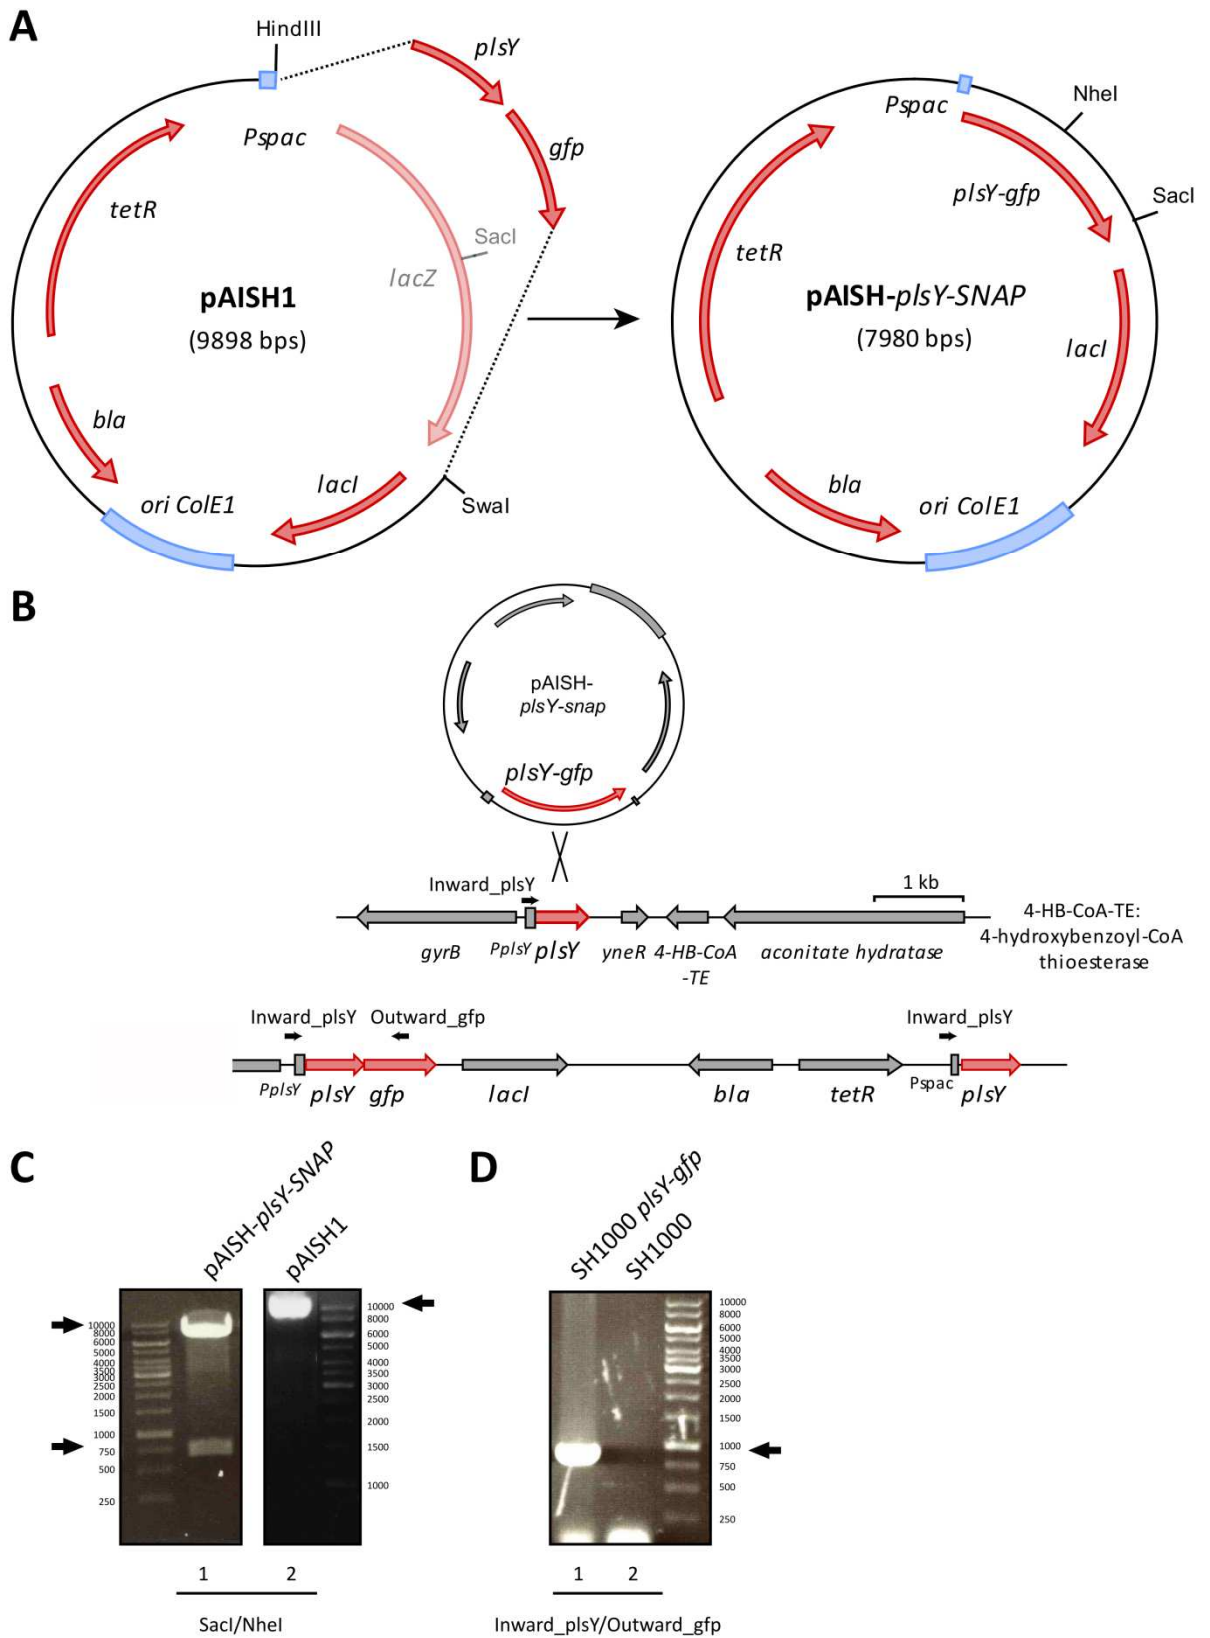 A
HindIII
plsY
gfp
Pspac
tetR
SacI
lacZ
pAISH1
(9898 bps)
bla
ori ColE1
lacI
SwaI
Pspac
NheI
plsY-gfp
SacI
tetR
pAISH-plsY-SNAP
(7980 bps)
lacI
bla
ori ColE1
B
pAISH-
plsY-snap
plsY-gfp
Inward_plsY
1 kb
gyrB
PplsY
plsY
yneR
4-HB-CoA
-TE
aconitate hydratase
4-HB-CoA-TE:
4-hydroxybenzoyl-CoA
thioesterase
Inward_plsY
Outward_gfp
Inward_plsY
PplsY
plsY
gfp
lacI
bla
tetR
Pspac
plsY
C
pAISH-plsY-SNAP
pAISH1
10000
8000
6000
5000
4000
3500
3000
2500
2000
1500
1000
750
500
250
10000
8000
6000
5000
4000
3500
3000
2500
2000
1500
1000
1
2
SacI/NheI
D
SH1000 plsY-gfp
SH1000
10000
8000
6000
5000
4000
3500
3000
2500
2000
1500
1000
750
500
250
1
2
Inward_plsY/Outward_gfp